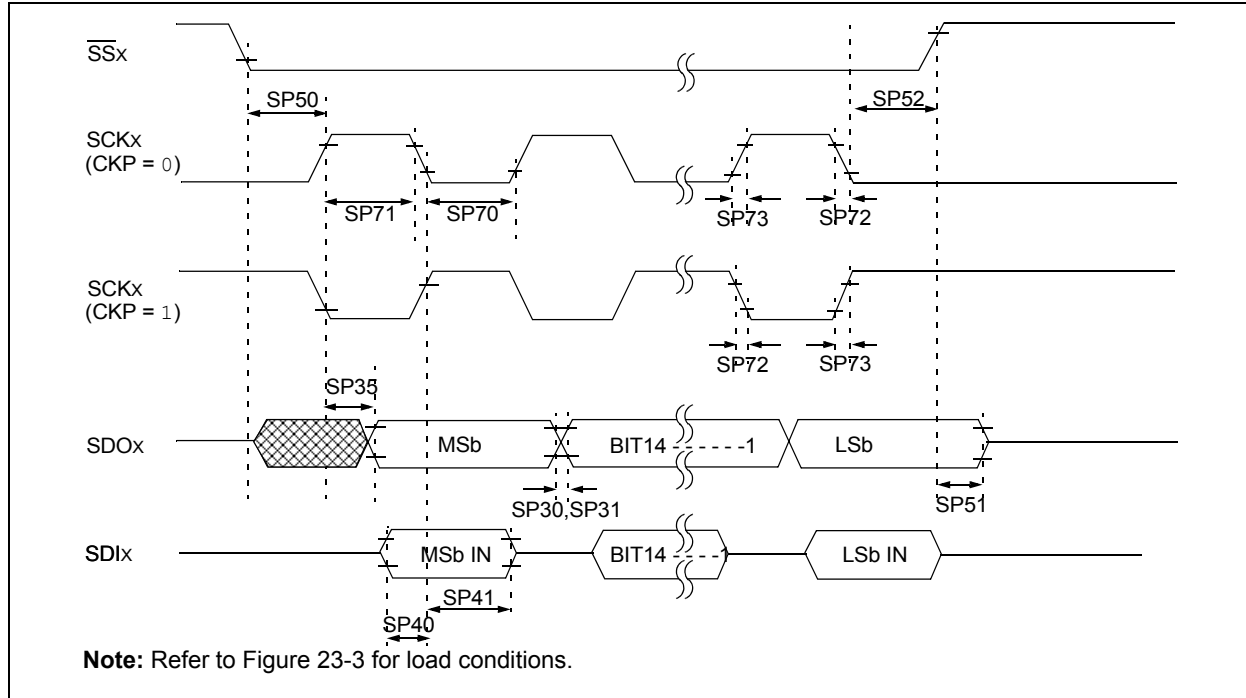 SSx
SP50
SP52
SCKx
(CKP = 0)
SP71
SP70
SP73
SP72
SCKx
(CKP = 1)
SP72
SP73
SP35
SDOx
MSb
BIT14 - - - - - -1
LSb
SP30,SP31
SP51
SDIx
MSb IN
BIT14 - - - - -1
LSb IN
SP41
SP40
Note: Refer to Figure 23-3 for load conditions.